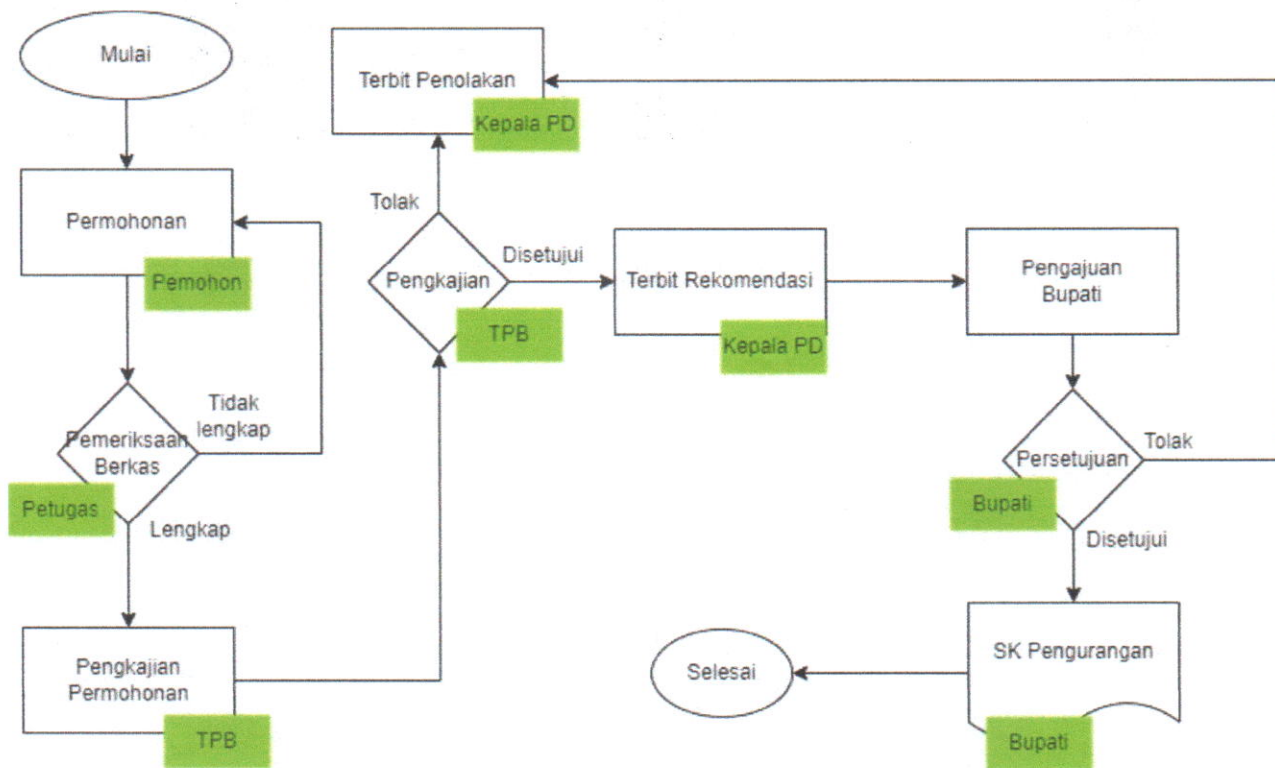 Mulai
Permohonan
Pemohon
Tidak
lengkap
Pemeriksaan
Berkas
Petugas
Lengkap
Pengkajian
Permohonan
TPB
Terbit Penolakan
Kepala PD
Tolak
Pengkajian
TPB
Disetujui
Terbit Rekomendasi
Kepala PD
Pengajuan
Bupati
Persetujuan
Bupati
Tolak
Disetujui
SK Pengurangan
Bupati
Selesai